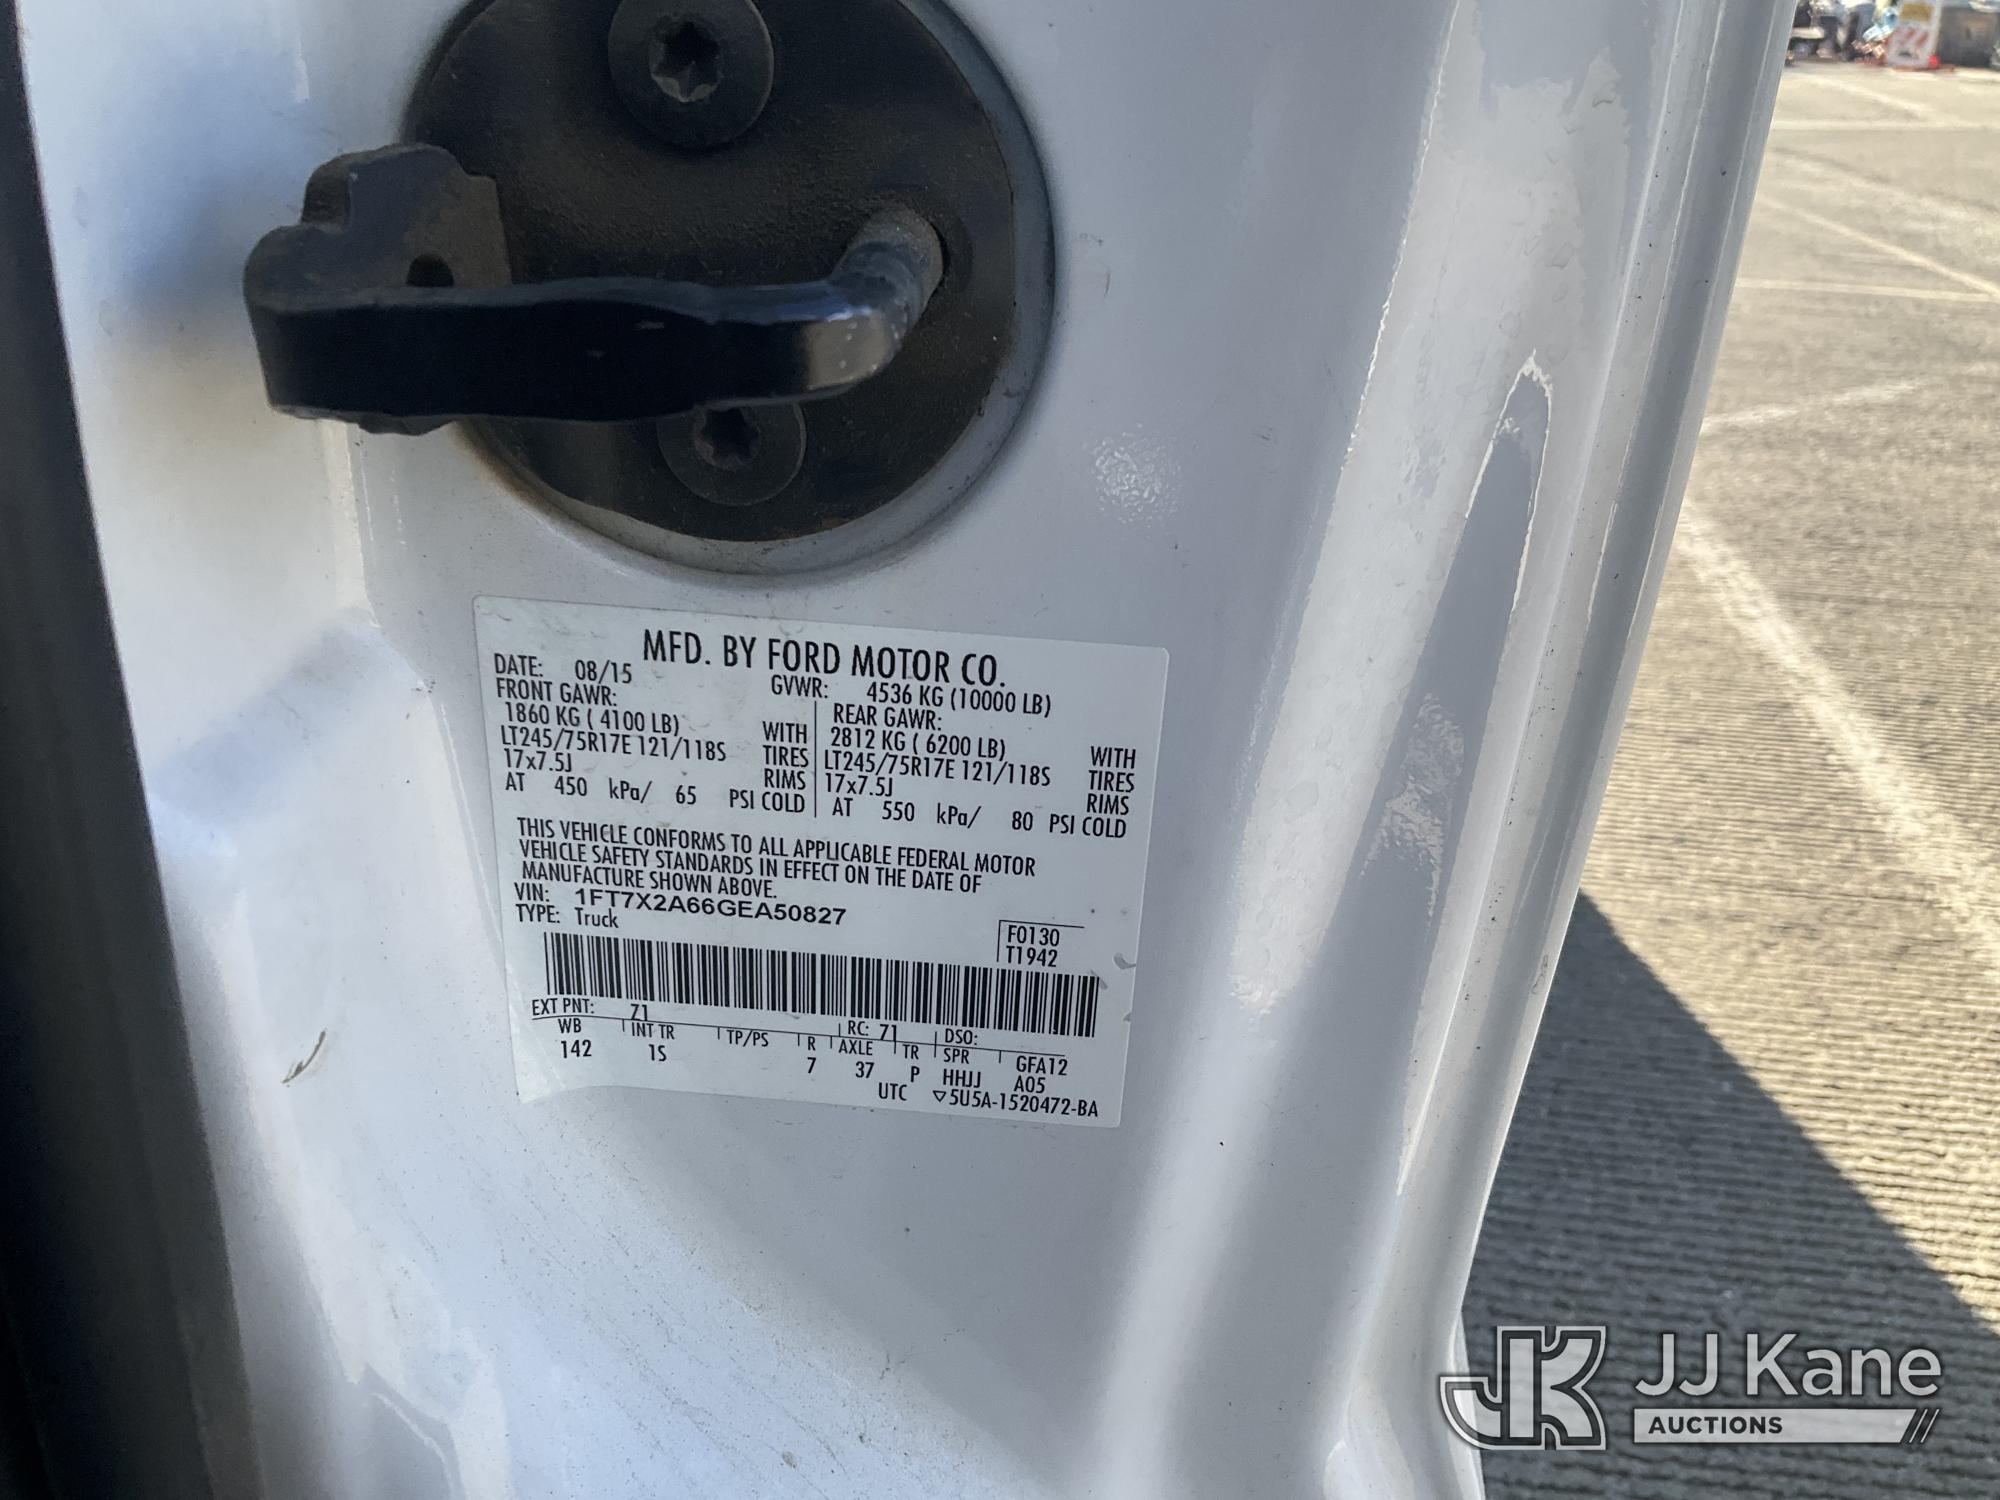 MFD. BY FORD MOTOR CO.
DATE: 08/15 GVWR: 4536 KG (10000 LB)
FRONT GAWR: REAR GAWR:
1860 KG ( 4100 LB) WITH 2812 KG ( 6200 LB) WITH
LT245/75R17E 121/118S TIRES LT245/75R17E 121/118S TIRES
17x7.5J RIMS 17x7.5J RIMS
AT 450 kPa/ 65 PSI COLD AT 550 kPa/ 80 PSI COLD
THIS VEHICLE CONFORMS TO ALL APPLICABLE FEDERAL MOTOR
VEHICLE SAFETY STANDARDS IN EFFECT ON THE DATE OF
MANUFACTURE SHOWN ABOVE.
VIN: 1FT7X2A66GEA50827
TYPE: Truck
F0130
T1942
EXT PNT: Z1 RC: 71 DSO:
WB INT TR TP/PS R AXLE TR SPR GFA12
142 1S 7 37 P HHJJ A05
UTC ▽5U5A-1520472-BA
JK JJ Kane
AUCTIONS